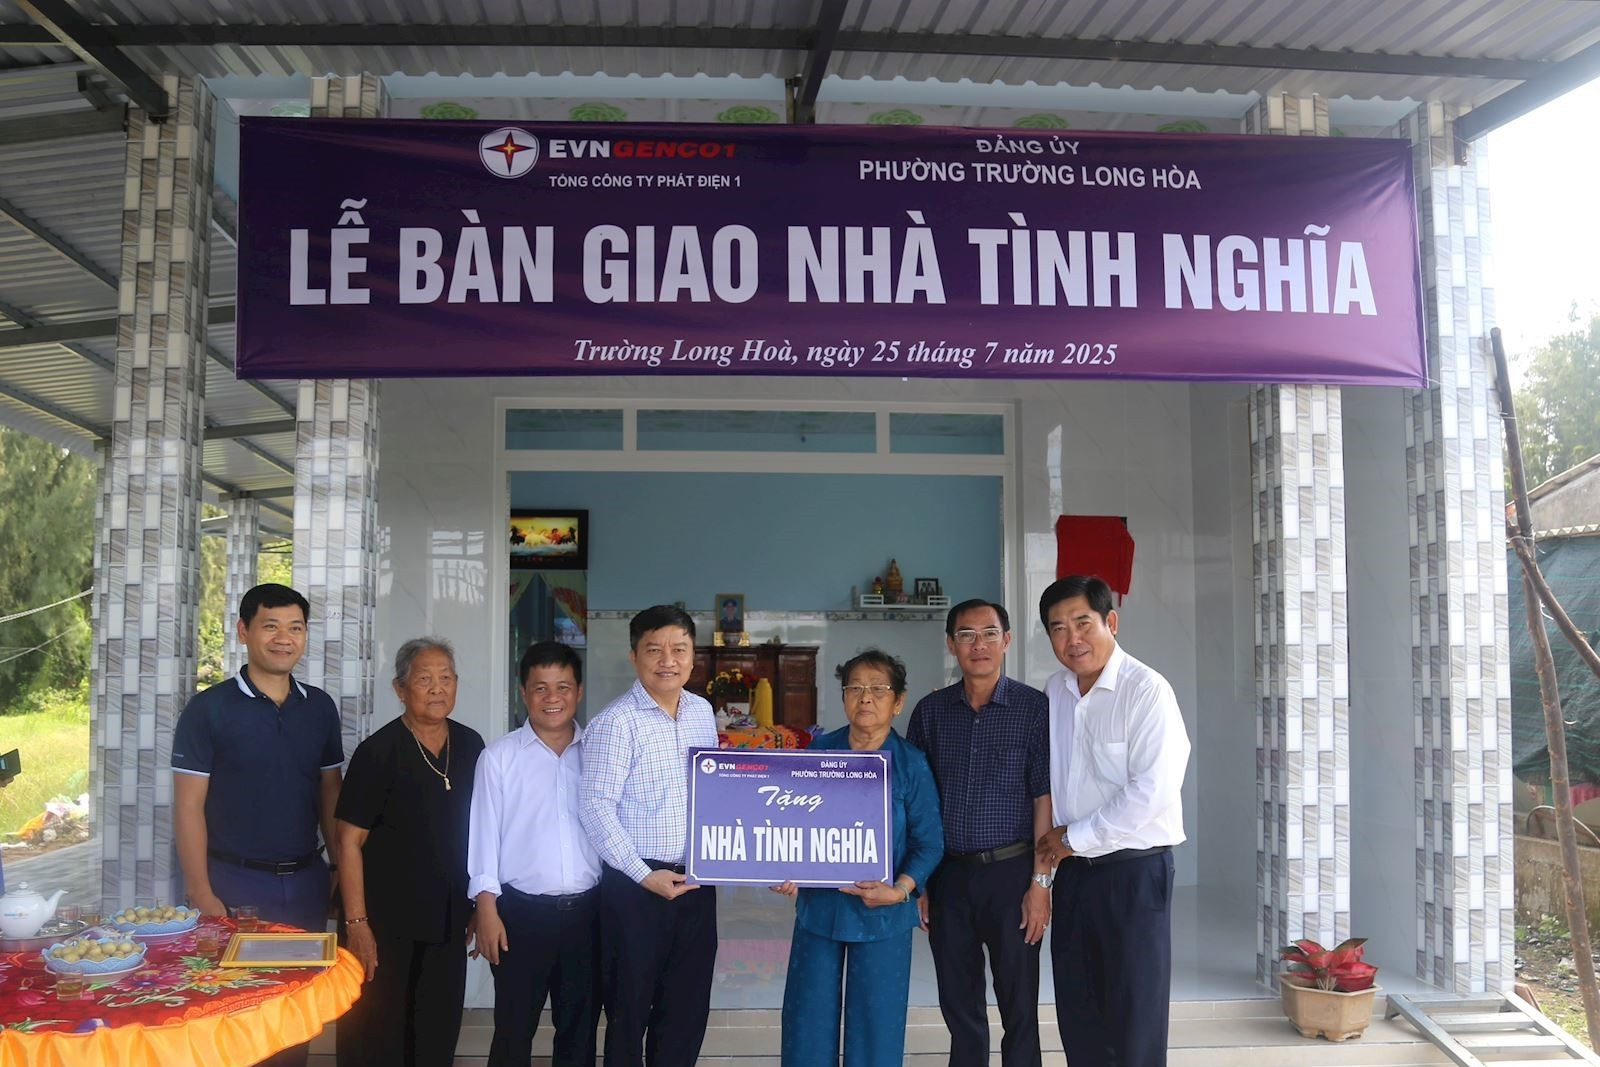 EVNGENCO1
TỔNG CÔNG TY PHÁT ĐIỆN 1
ĐẢNG ỦY
PHƯỜNG TRƯỜNG LONG HÒA
LỄ BÀN GIAO NHÀ TÌNH NGHĨA
Trường Long Hoà, ngày 25 tháng 7 năm 2025
EVNGENCO1
TỔNG CÔNG TY PHÁT ĐIỆN 1
ĐẢNG ỦY
PHƯỜNG TRƯỜNG LONG HÒA
Tặng
NHÀ TÌNH NGHĨA